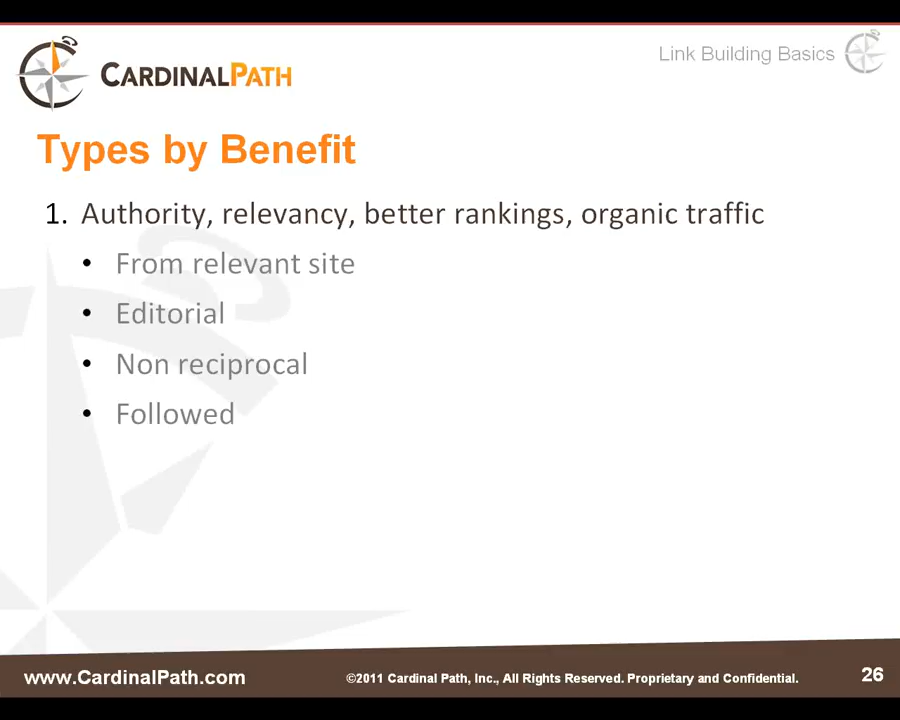 Link Building Basics
CARDINALPATH
Types by Benefit
1. Authority, relevancy, better rankings, organic traffic
• From relevant site
• Editorial
• Non reciprocal
• Followed
www.CardinalPath.com
©2011 Cardinal Path, Inc., All Rights Reserved. Proprietary and Confidential.
26